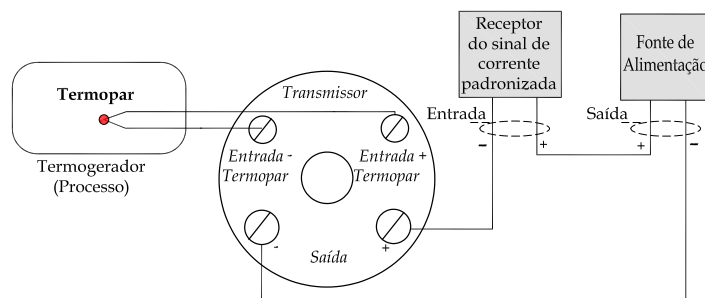 Receptor
do sinal de
corrente
padronizada
Fonte de
Alimentação
Termopar
Transmissor
Entrada
Saída
-
+
+
-
Termogerador
(Processo)
Entrada -
Termopar
Entrada +
Termopar
-
+
Saída